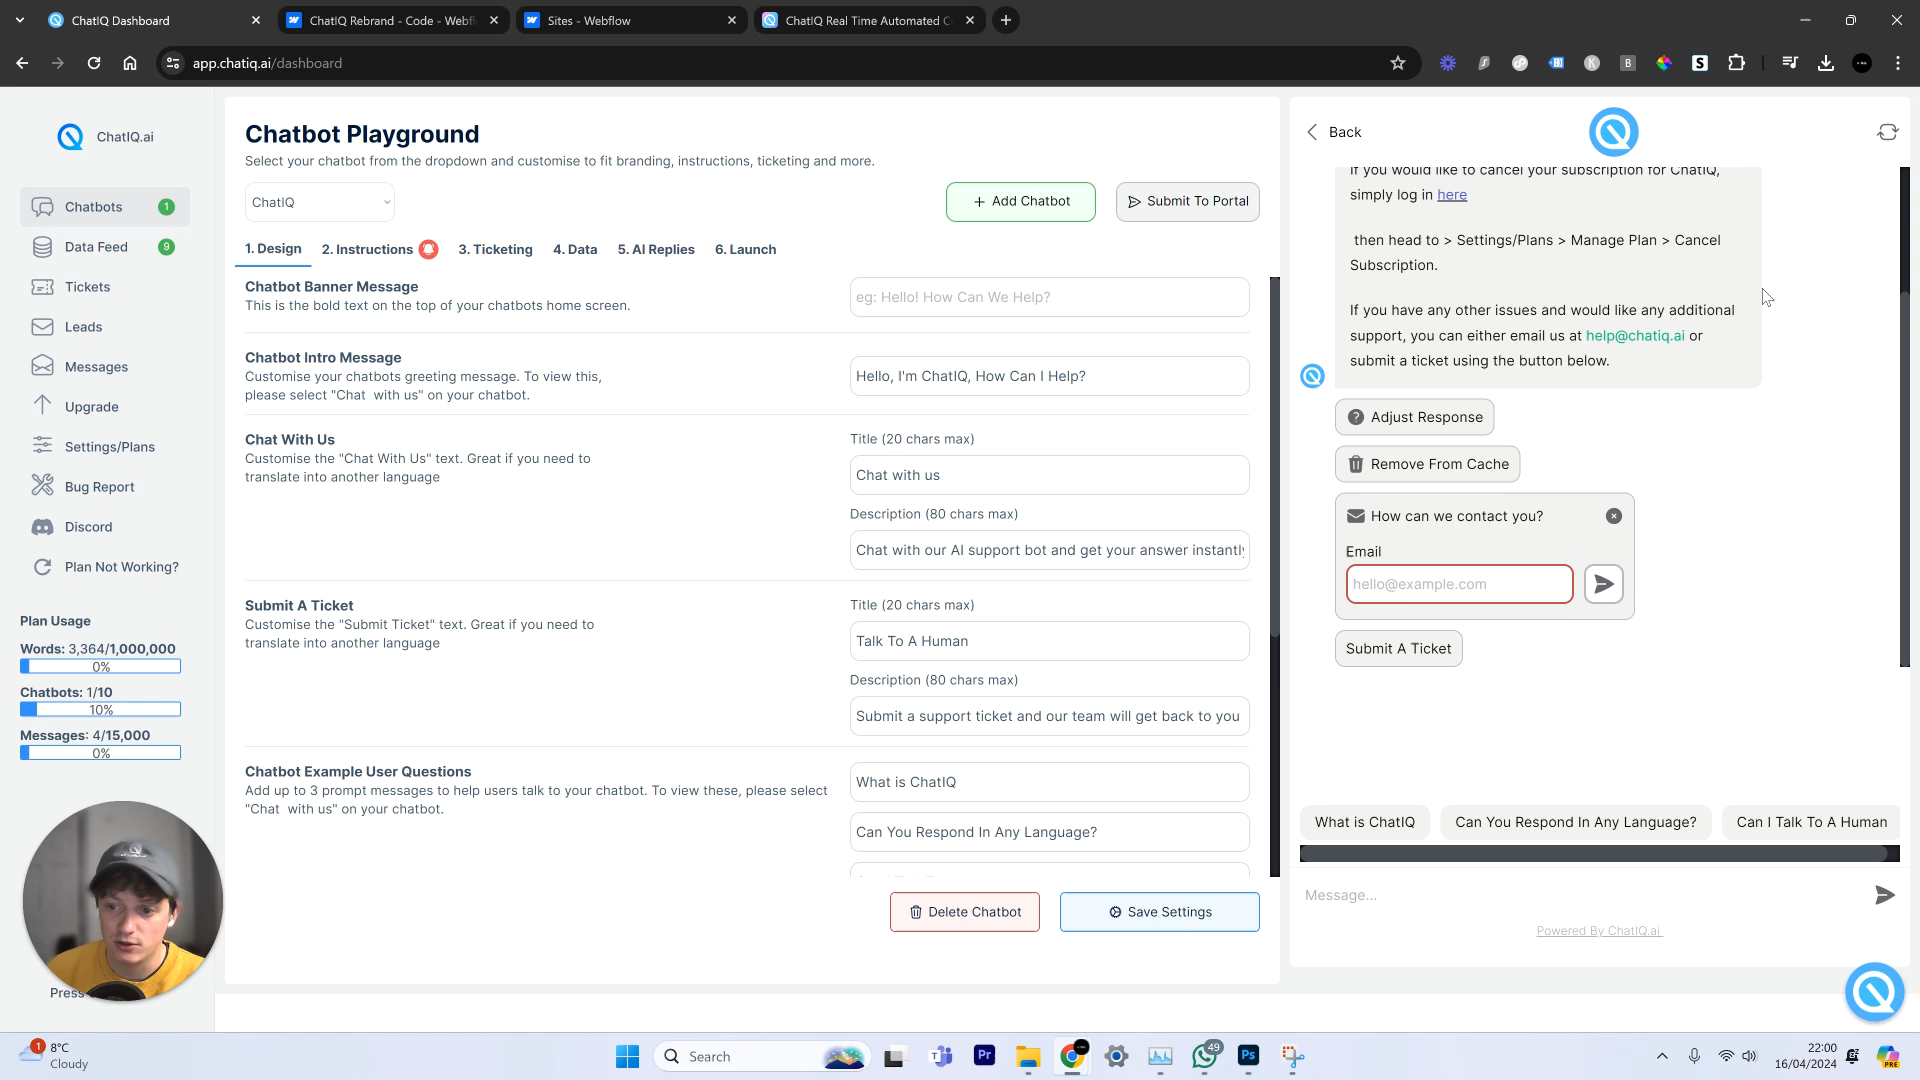 ChatIQ Dashboard
ChatIQ Rebrand - Code - Webfl
Sites - Webflow
ChatIQ Real Time Automated C
app.chatiq.ai/dashboard
ChatIQ.ai
Chatbots 1
Data Feed 9
Tickets
Leads
Messages
Upgrade
Settings/Plans
Bug Report
Discord
Plan Not Working?
Plan Usage
Words: 3,364/1,000,000
0%
Chatbots: 1/10
10%
Messages: 4/15,000
0%
Press
Chatbot Playground
Select your chatbot from the dropdown and customise to fit branding, instructions, ticketing and more.
ChatIQ
+ Add Chatbot
Submit To Portal
1. Design
2. Instructions
3. Ticketing
4. Data
5. AI Replies
6. Launch
Chatbot Banner Message
This is the bold text on the top of your chatbots home screen.
eg: Hello! How Can We Help?
Chatbot Intro Message
Customise your chatbots greeting message. To view this,
please select "Chat with us" on your chatbot.
Hello, I'm ChatIQ, How Can I Help?
Chat With Us
Customise the "Chat With Us" text. Great if you need to
translate into another language
Title (20 chars max)
Chat with us
Description (80 chars max)
Chat with our AI support bot and get your answer instantly
Submit A Ticket
Customise the "Submit Ticket" text. Great if you need to
translate into another language
Title (20 chars max)
Talk To A Human
Description (80 chars max)
Submit a support ticket and our team will get back to you
Chatbot Example User Questions
Add up to 3 prompt messages to help users talk to your chatbot. To view these, please select
"Chat with us" on your chatbot.
What is ChatIQ
Can You Respond In Any Language?
Delete Chatbot
Save Settings
Back
If you would like to cancel your subscription for ChatIQ,
simply log in here
then head to > Settings/Plans > Manage Plan > Cancel
Subscription.
If you have any other issues and would like any additional
support, you can either email us at help@chatiq.ai or
submit a ticket using the button below.
Adjust Response
Remove From Cache
How can we contact you?
Email
hello@example.com
Submit A Ticket
What is ChatIQ
Can You Respond In Any Language?
Can I Talk To A Human
Message...
Powered By ChatIQ.ai
1
8°C
Cloudy
Search
49
22:00
16/04/2024